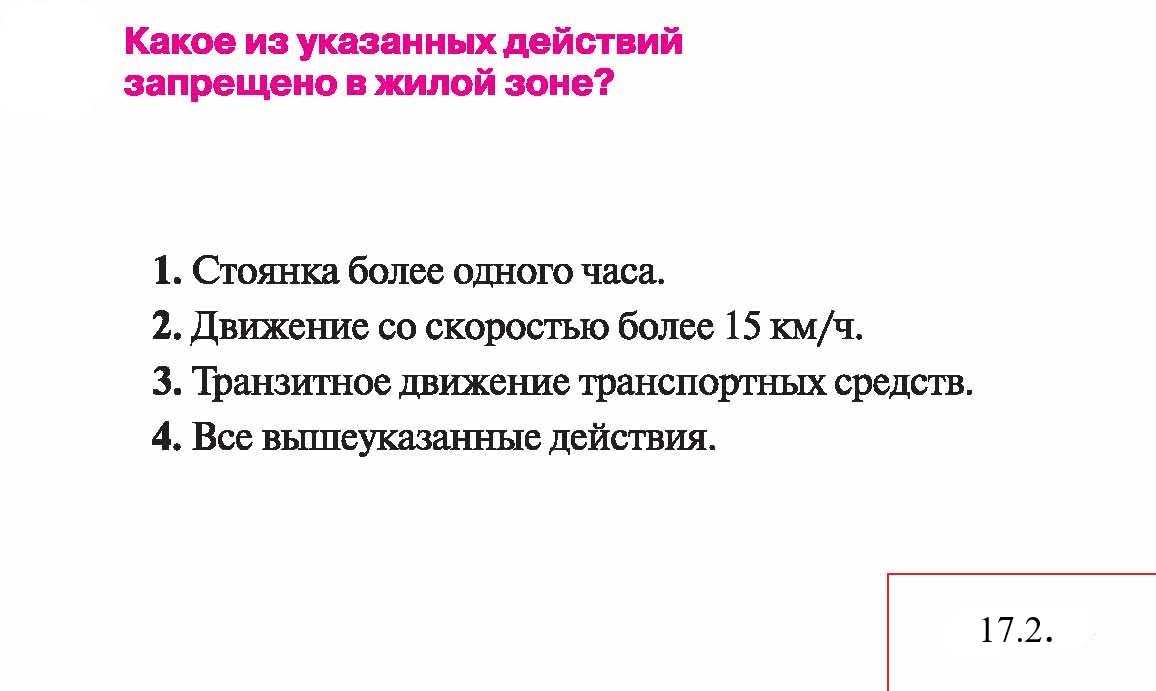 Какое из указанных действий
запрещено в жилой зоне?
1. Стоянка более одного часа.
2. Движение со скоростью более 15 км/ч.
3. Транзитное движение транспортных средств.
4. Все вышеуказанные действия.
17.2.